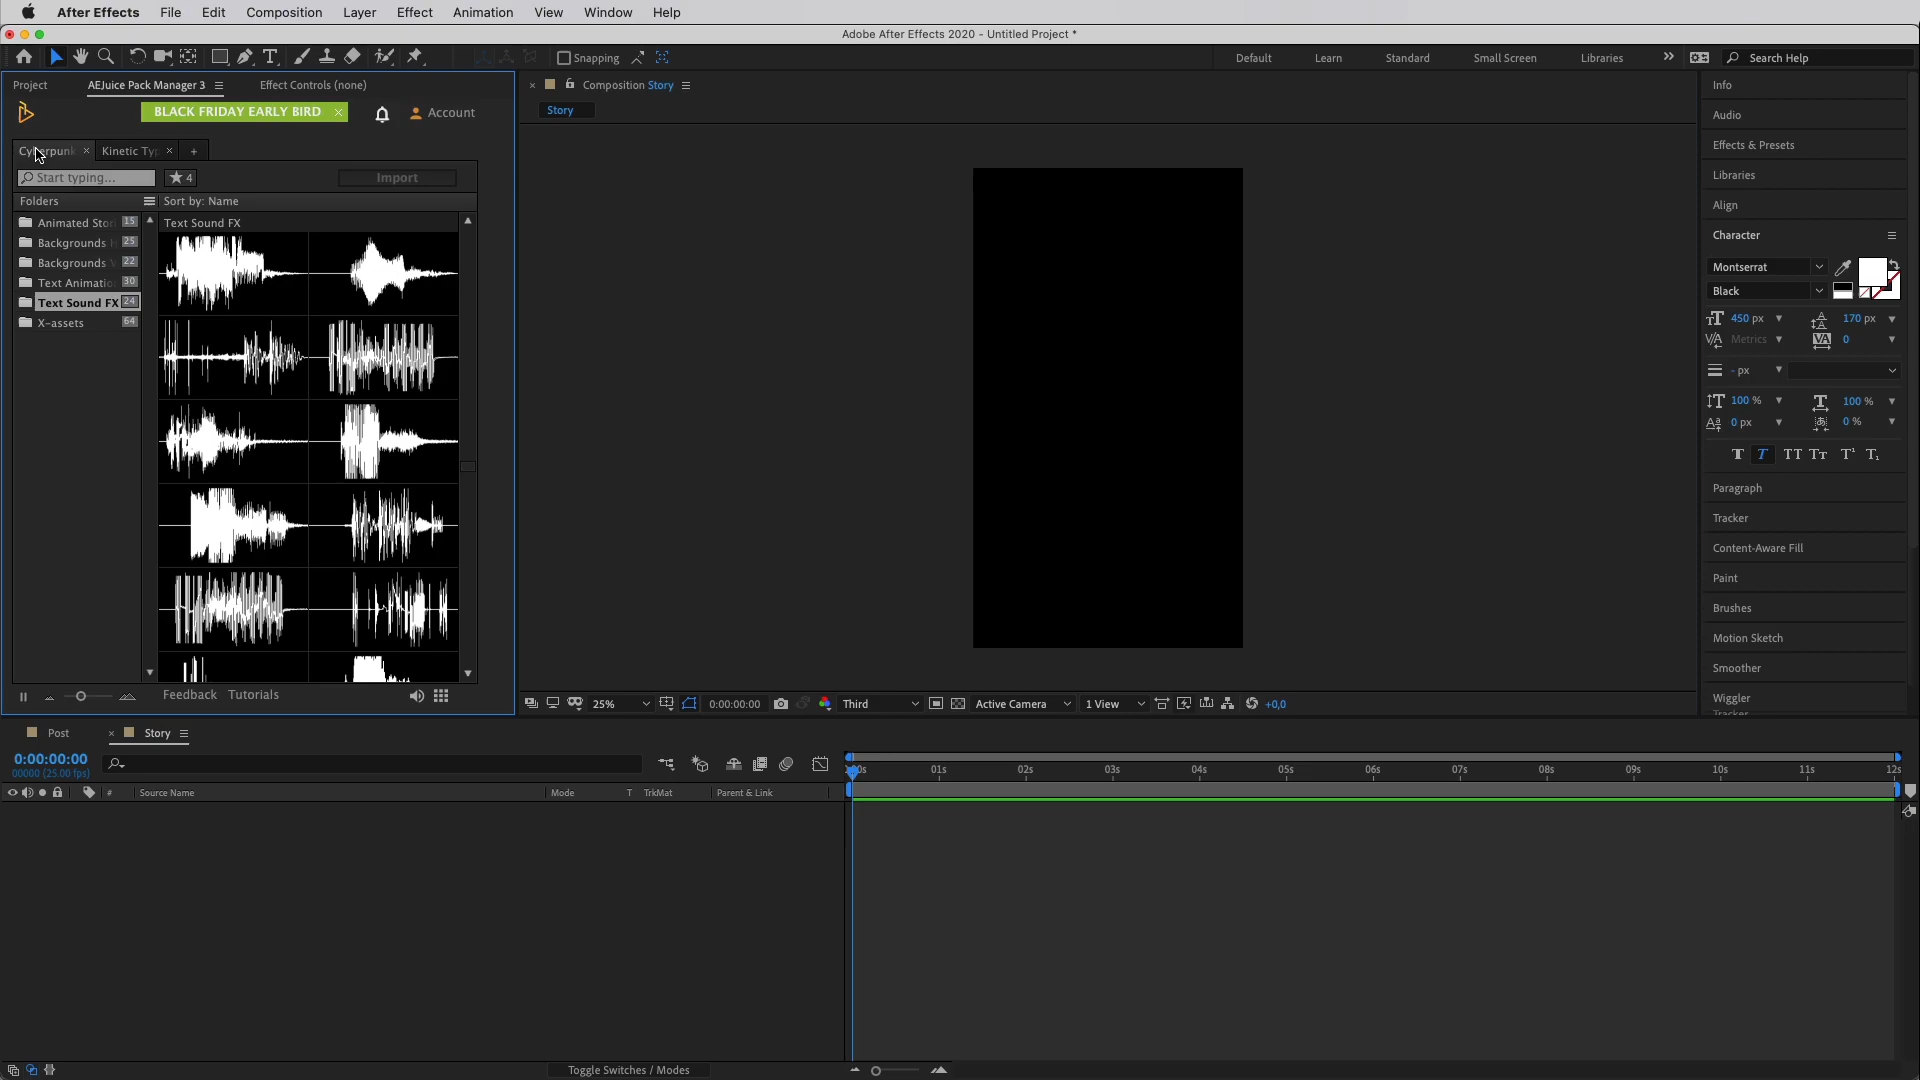 After Effects File Edit Composition Layer Effect Animation View Window Help
Adobe After Effects 2020 - Untitled Project *
Snapping
Default Learn Standard Small Screen Libraries
Search Help
Project AEJuice Pack Manager 3 Effect Controls (none)
BLACK FRIDAY EARLY BIRD
Account
Kinetic Typ
Start typing...
4
Import
Folders
Sort by: Name
Animated Sto 15
Backgrounds 25
Backgrounds 22
Text Animatio 30
Text Sound FX 24
X-assets 64
Text Sound FX
Feedback Tutorials
Composition Story
Story
25% 0:00:00:00 Third Active Camera 1 View +0,0
Info
Audio
Effects & Presets
Libraries
Align
Character
Montserrat
Black
450 px 170 px
Metrics 0
- px
100 % 100 %
0 px 0 %
T T TT Tт T¹ T₁
Paragraph
Tracker
Content-Aware Fill
Paint
Brushes
Motion Sketch
Smoother
Wiggler
Post Story
0:00:00:00
00000 (25.00 fps)
# Source Name Mode T TrkMat Parent & Link
01s 02s 03s 04s 05s 06s 07s 08s 09s 10s 11s 12s
Toggle Switches / Modes